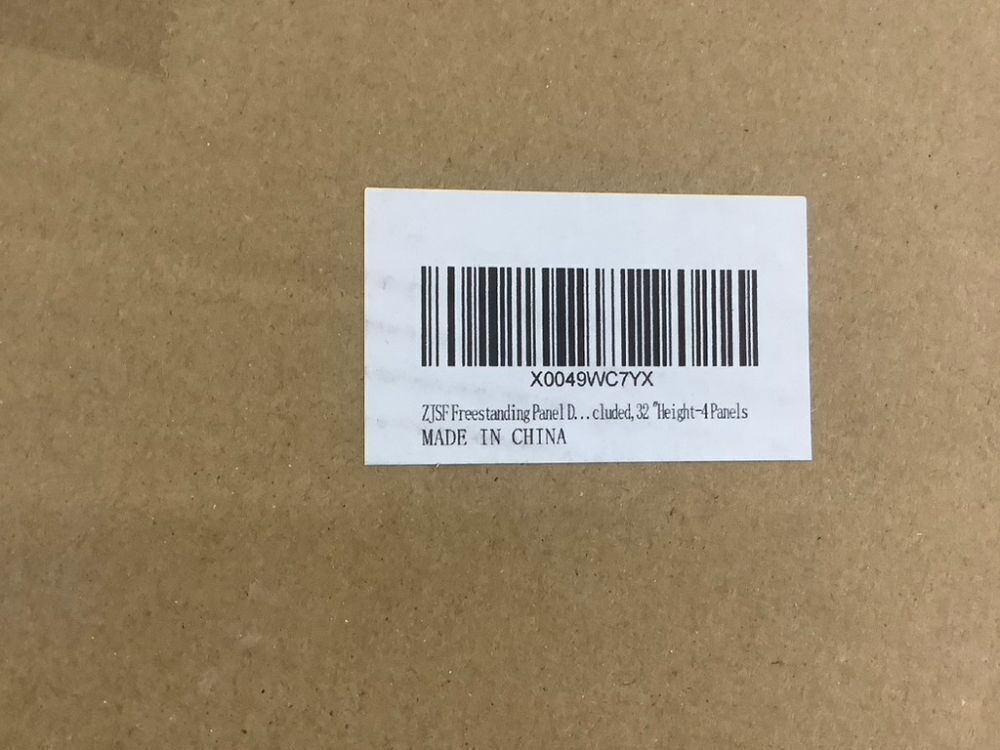 X0049WC7YX
ZJSF Freestanding Panel D...cluded, 32 "Height-4 Panels
MADE IN CHINA